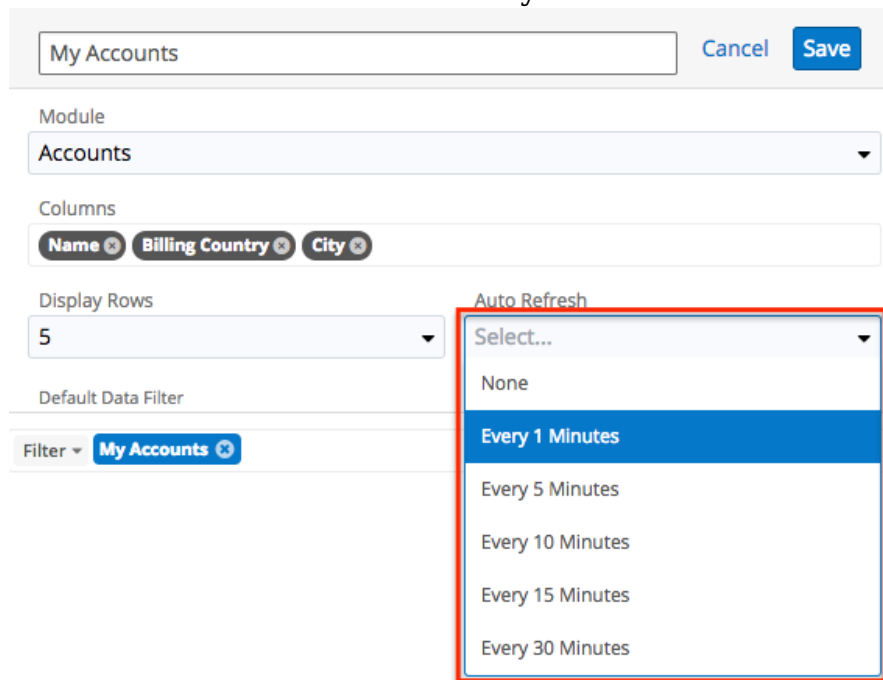 My Accounts Cancel Save
Module
Accounts
Columns
Name Billing Country City
Display Rows Auto Refresh
5 Select...
None
Default Data Filter
Every 1 Minutes
Filter My Accounts
Every 5 Minutes
Every 10 Minutes
Every 15 Minutes
Every 30 Minutes